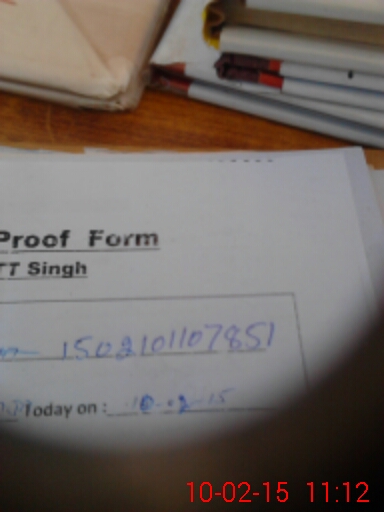 Proof Form
TT Singh
1502101107851
Today on : 10-02-15
10-02-15 11:12